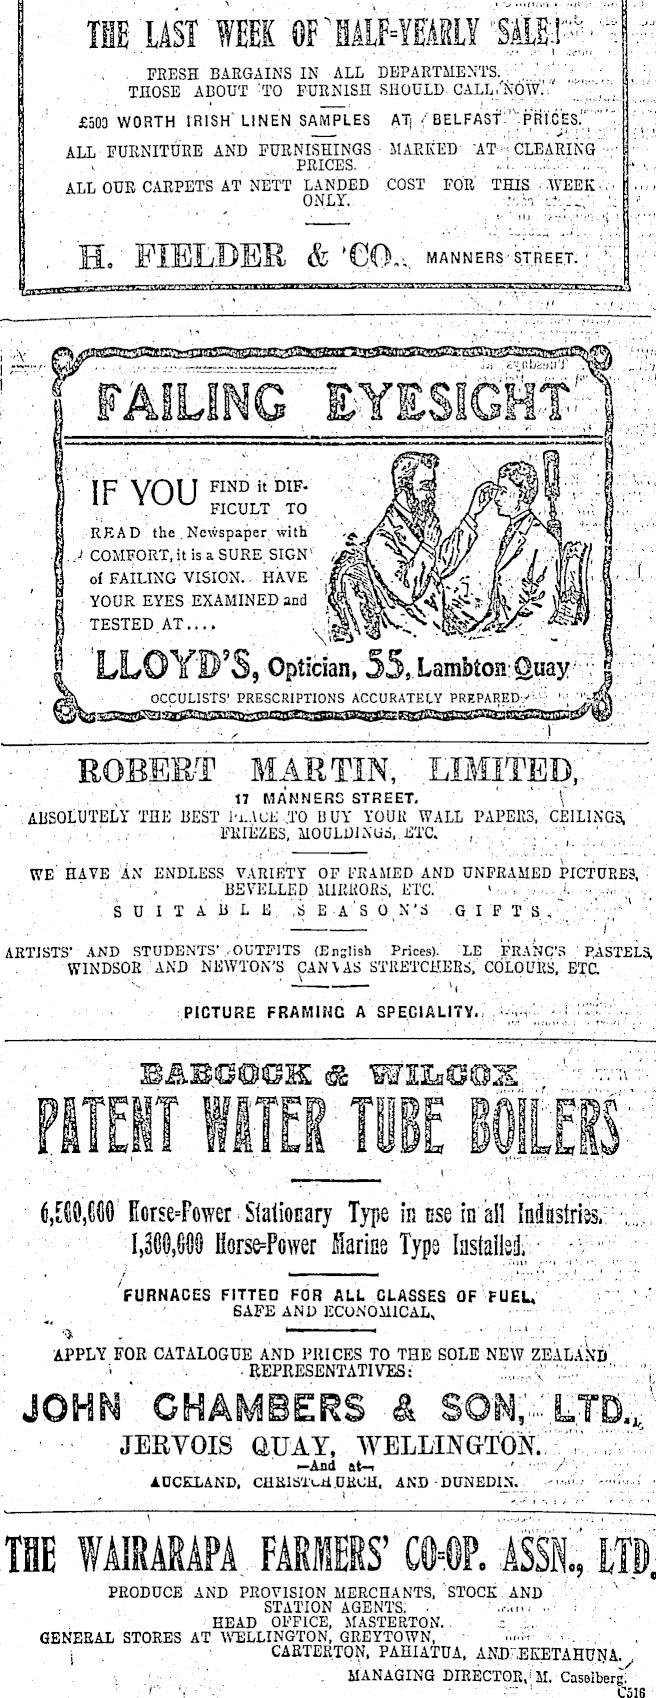 THE LAST WEEK OF HALF-YEARLY SALE!
FRESH BARGAINS IN ALL DEPARTMENTS.
THOSE ABOUT TO FURNISH SHOULD CALL NOW.
£500 WORTH IRISH LINEN SAMPLES AT BELFAST PRICES.
ALL FURNITURE AND FURNISHINGS MARKED AT CLEARING
PRICES.
ALL OUR CARPETS AT NETT LANDED COST FOR THIS WEEK
ONLY.
H. FIELDER & CO., MANNERS STREET.
FAILING EYESIGHT
IF YOU FIND it DIF-
FICULT TO
READ the Newspaper with
COMFORT, it is a SURE SIGN
of FAILING VISION. HAVE
YOUR EYES EXAMINED and
TESTED AT....
LLOYD'S, Optician, 55, Lambton Quay
OCCULISTS' PRESCRIPTIONS ACCURATELY PREPARED
ROBERT MARTIN, LIMITED,
17 MANNERS STREET.
ABSOLUTELY THE BEST PLACE TO BUY YOUR WALL PAPERS, CEILINGS,
FRIEZES, MOULDINGS, ETC.
WE HAVE AN ENDLESS VARIETY OF FRAMED AND UNFRAMED PICTURES,
BEVELLED MIRRORS, ETC.
SUITABLE SEASON'S GIFTS.
ARTISTS' AND STUDENTS' OUTFITS (English Prices). LE FRANC'S PASTELS,
WINDSOR AND NEWTON'S CANVAS STRETCHERS, COLOURS, ETC.
PICTURE FRAMING A SPECIALITY.
BABCOCK & WILCOX
PATENT WATER TUBE BOILERS
6,500,000 Horse-Power Stationary Type in use in all Industries.
1,300,000 Horse-Power Marine Type Installed.
FURNACES FITTED FOR ALL CLASSES OF FUEL,
SAFE AND ECONOMICAL,
APPLY FOR CATALOGUE AND PRICES TO THE SOLE NEW ZEALAND
REPRESENTATIVES:
JOHN CHAMBERS & SON, LTD.,
JERVOIS QUAY, WELLINGTON.
—And at—
AUCKLAND, CHRISTCHURCH, AND DUNEDIN.
THE WAIRARAPA FARMERS' CO-OP. ASSN., LTD.
PRODUCE AND PROVISION MERCHANTS, STOCK AND
STATION AGENTS.
HEAD OFFICE, MASTERTON.
GENERAL STORES AT WELLINGTON, GREYTOWN,
CARTERTON, PAHIATUA, AND EKETAHUNA.
MANAGING DIRECTOR, M. Caselberg.
C516